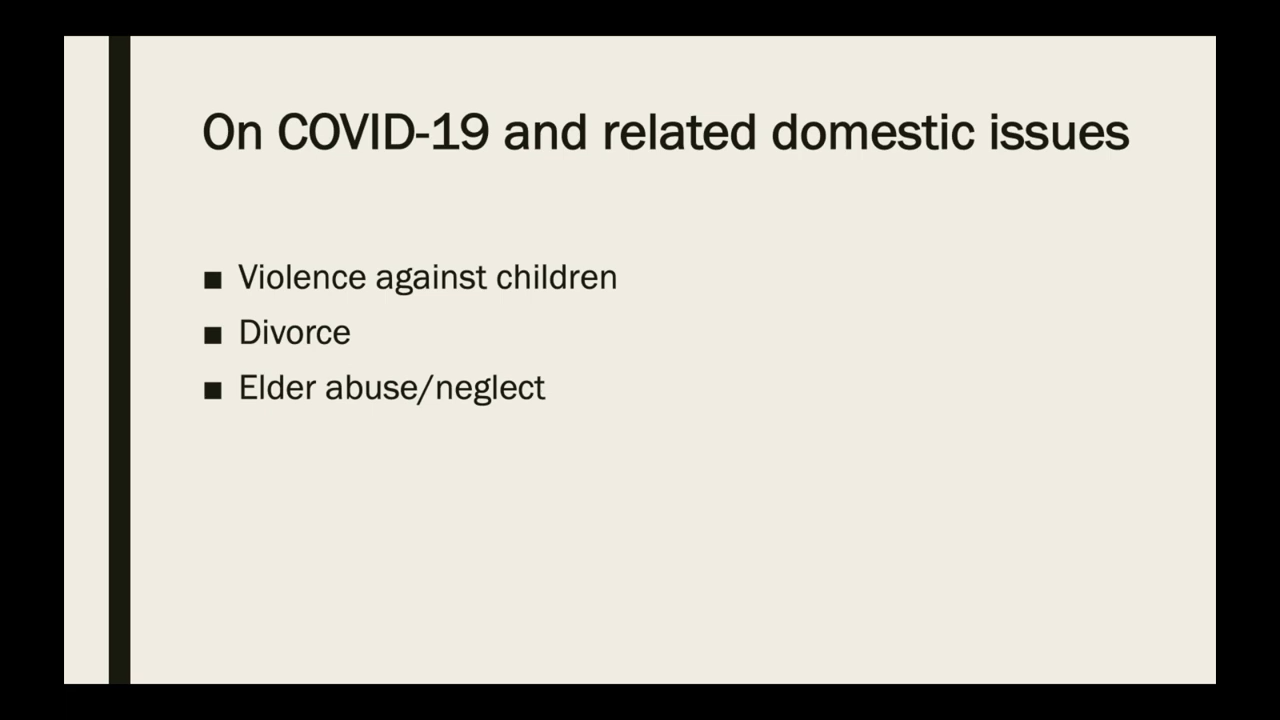 On COVID-19 and related domestic issues
■ Violence against children
■ Divorce
■ Elder abuse/neglect